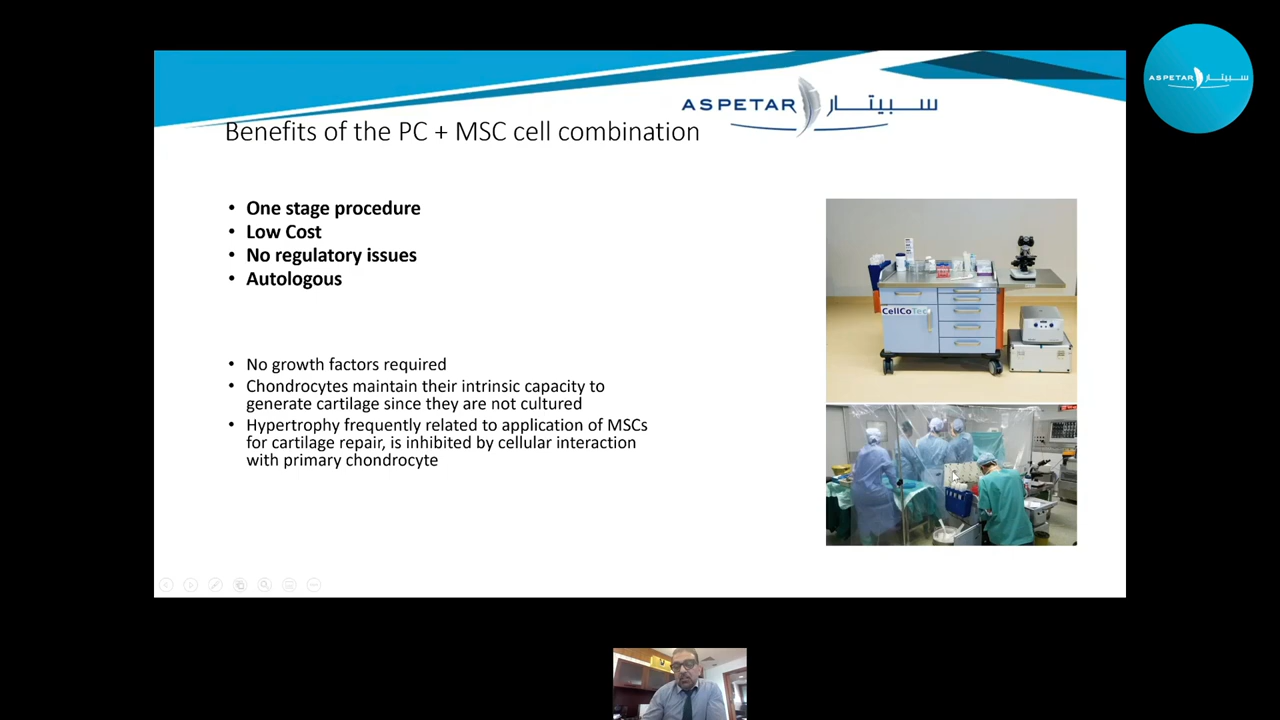 ASPETAR سبيتار
ASPETAR سبيتار
Benefits of the PC + MSC cell combination
• One stage procedure
• Low Cost
• No regulatory issues
• Autologous
CellCoTec
• No growth factors required
• Chondrocytes maintain their intrinsic capacity to
generate cartilage since they are not cultured
• Hypertrophy frequently related to application of MSCs
for cartilage repair, is inhibited by cellular interaction
with primary chondrocyte